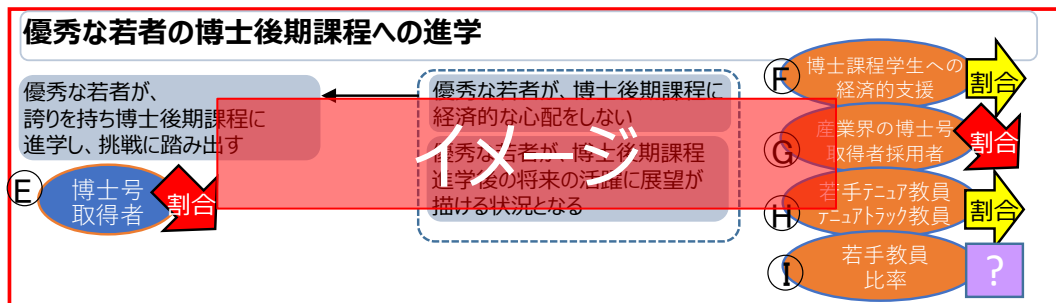 優秀な若者の博士後期課程への進学
優秀な若者が、
誇りを持ち博士後期課程に
進学し、挑戦に踏み出す
E
博士号
取得者
割合
優秀な若者が、博士後期課程に
経済的な心配をしない
優秀な若者が、博士後期課程
進学後の将来の活躍に展望が
描ける状況となる
イメージ
F
博士課程学生への
経済的支援
割合
G
産業界の博士号
取得者採用者
割合
H
若手テニュア教員
テニュアトラック教員
割合
I
若手教員
比率
?